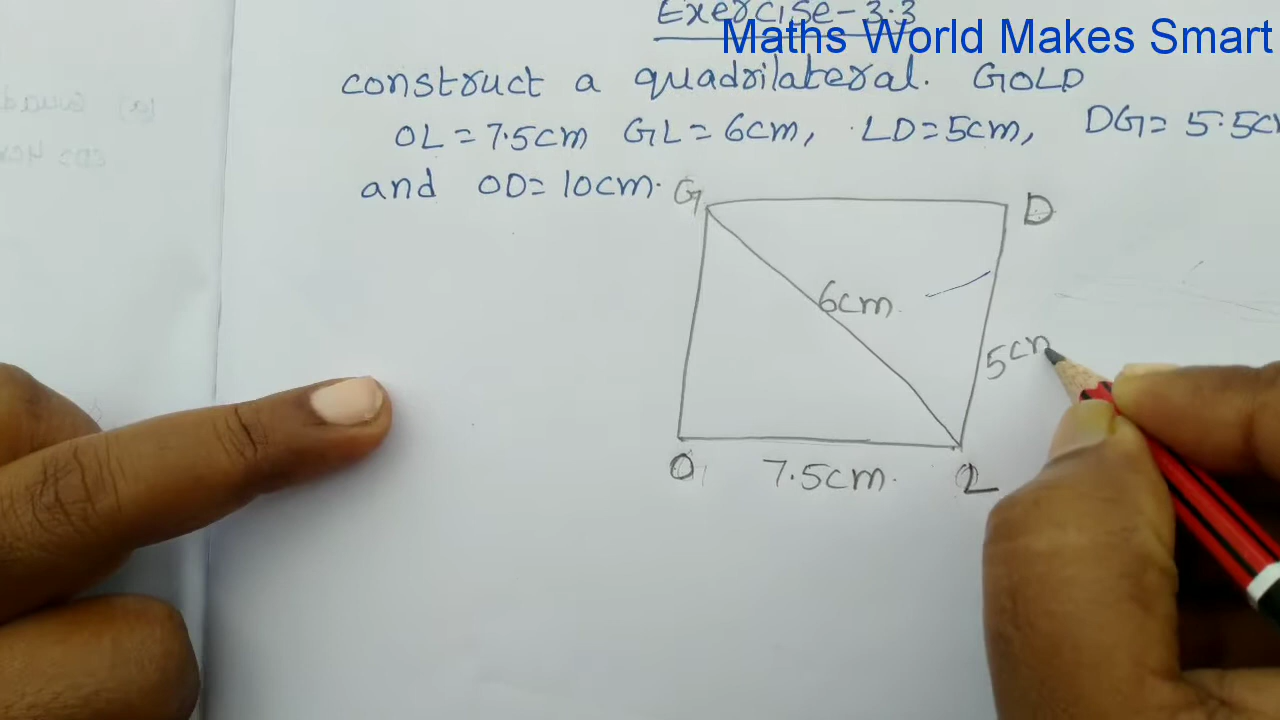 Exercise-3.3
Maths World Makes Smart
construct a quadrilateral. GOLD
OL = 7.5cm GL = 6cm, LD = 5cm, DG = 5.5cm
and OD = 10cm.
G
D
6cm.
5cm
O
7.5cm.
L